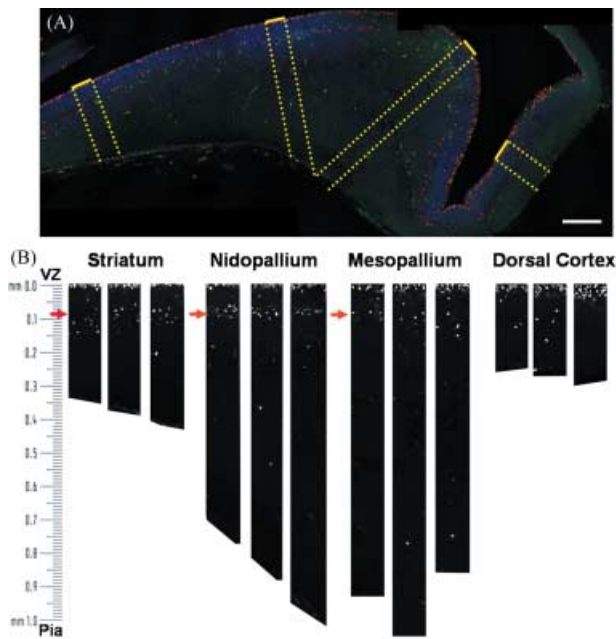 (A)
(B)
VZ
Striatum
Nidopallium
Mesopallium
Dorsal Cortex
mm 0.0
0.1
0.2
0.3
0.4
0.5
0.6
0.7
0.8
0.9
mm 1.0
Pia